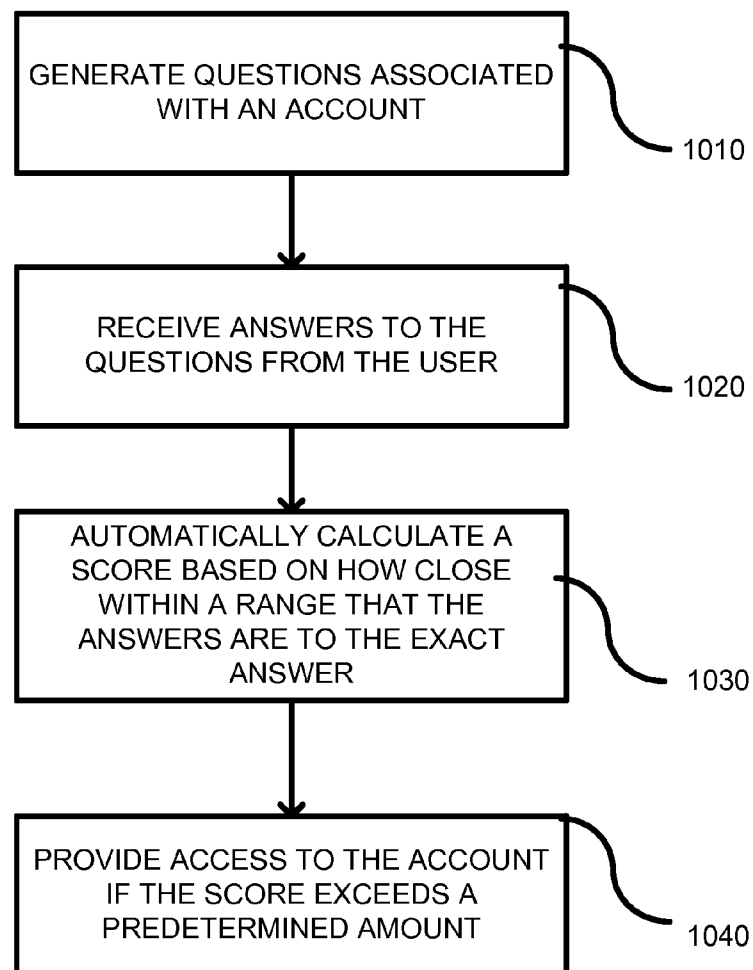 GENERATE QUESTIONS ASSOCIATED
WITH AN ACCOUNT
1010
RECEIVE ANSWERS TO THE
QUESTIONS FROM THE USER
1020
AUTOMATICALLY CALCULATE A
SCORE BASED ON HOW CLOSE
WITHIN A RANGE THAT THE
ANSWERS ARE TO THE EXACT
ANSWER
1030
PROVIDE ACCESS TO THE ACCOUNT
IF THE SCORE EXCEEDS A
PREDETERMINED AMOUNT
1040